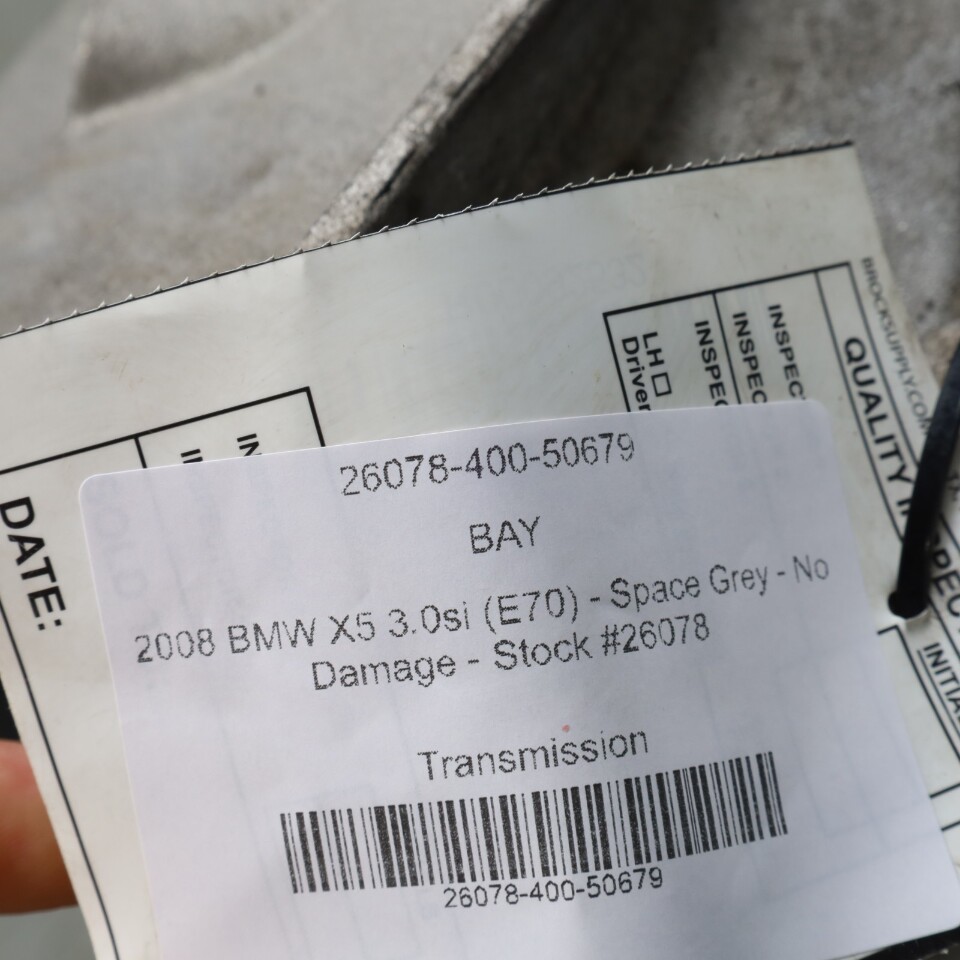 26078-400-50679
BAY
2008 BMW X5 3.0si (E70) - Space Grey - No
Damage - Stock #26078
Transmission
26078-400-50679
DATE:
LH
Driver
QUALITY
BROCKSUPPLY.COM